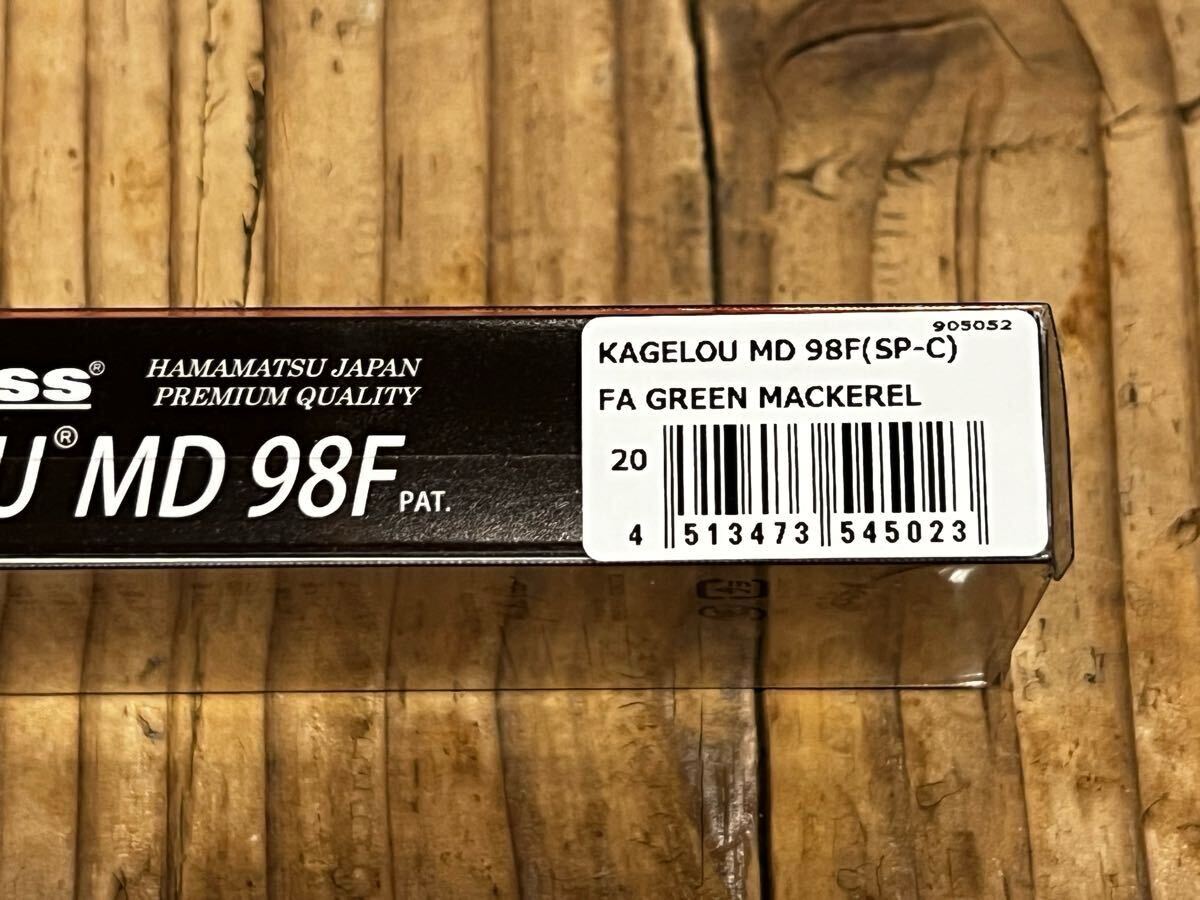 ss®
HAMAMATSU JAPAN
PREMIUM QUALITY
U® MD 98F PAT.
905052
KAGELOU MD 98F(SP-C)
FA GREEN MACKEREL
20
4 513473 545023